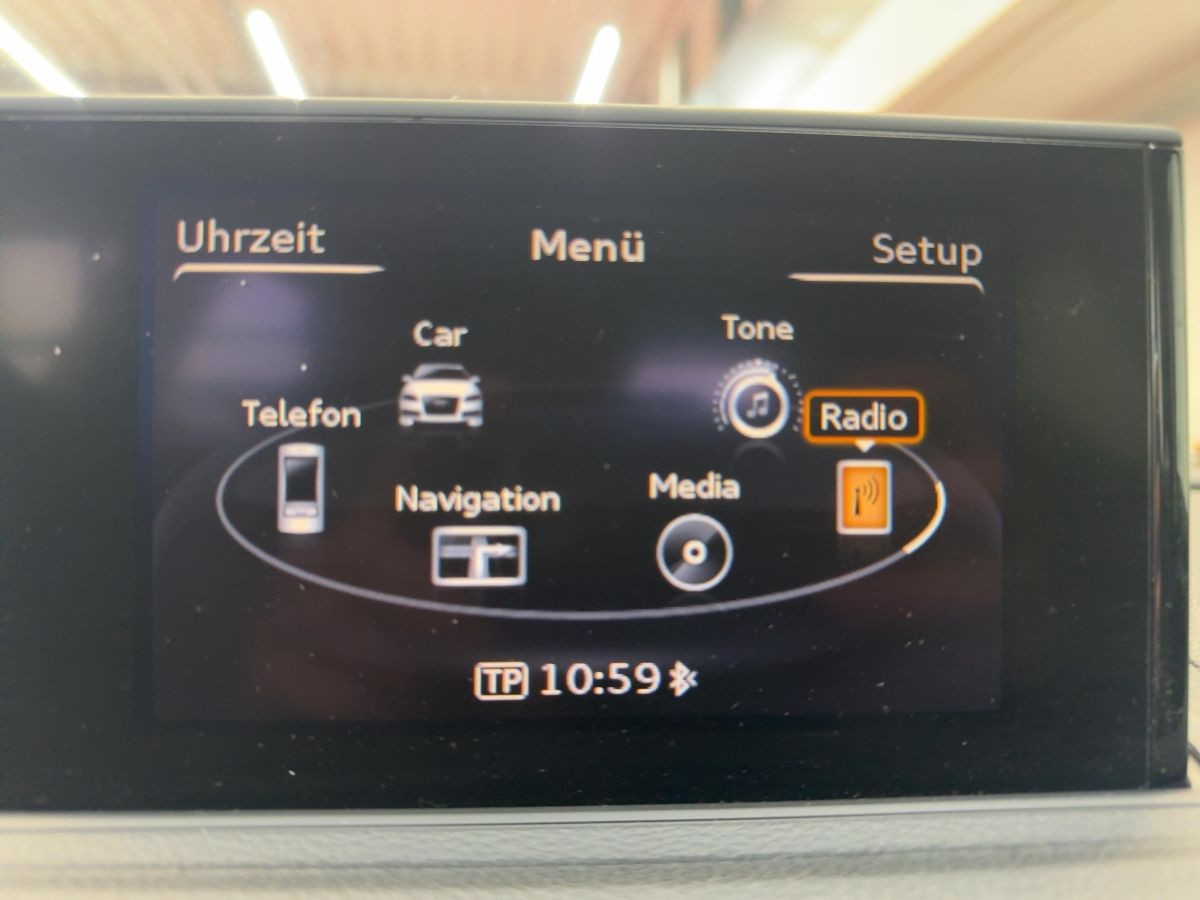 Uhrzeit Menü Setup
Car Tone
Telefon Radio
Navigation Media
TP 10:59